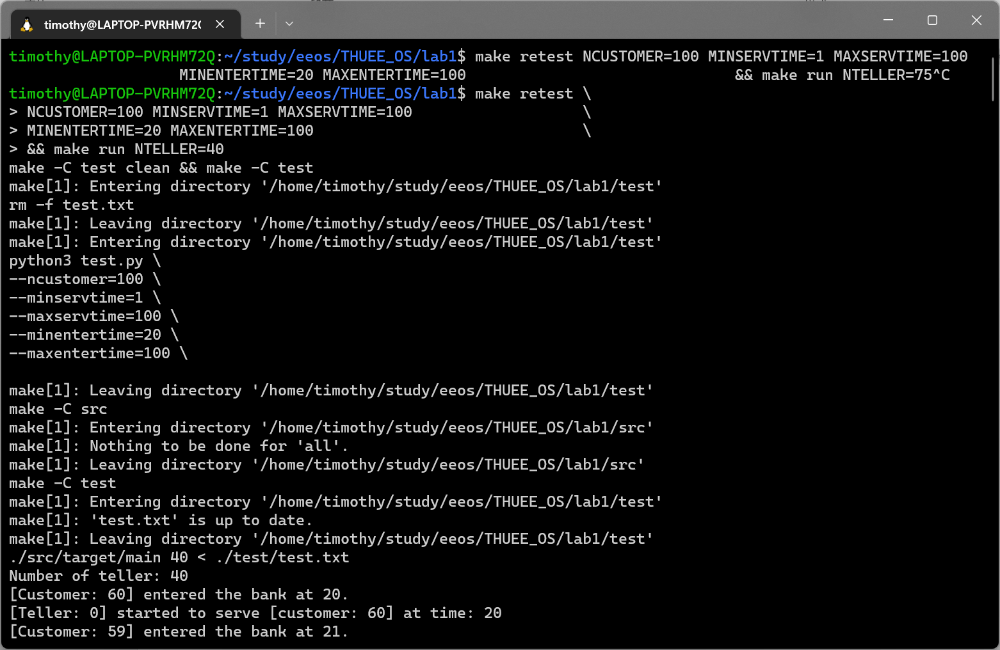 timothy@LAPTOP-PVRHM72Q
timothy@LAPTOP-PVRHM72Q:~/study/eeos/THUEE_OS/lab1$ make retest NCUSTOMER=100 MINSERVTIME=1 MAXSERVTIME=100
MINENTERTIME=20 MAXENTERTIME=100 && make run NTELLER=75^C
timothy@LAPTOP-PVRHM72Q:~/study/eeos/THUEE_OS/lab1$ make retest \
> NCUSTOMER=100 MINSERVTIME=1 MAXSERVTIME=100 \
> MINENTERTIME=20 MAXENTERTIME=100 \
> && make run NTELLER=40
make -C test clean && make -C test
make[1]: Entering directory '/home/timothy/study/eeos/THUEE_OS/lab1/test'
rm -f test.txt
make[1]: Leaving directory '/home/timothy/study/eeos/THUEE_OS/lab1/test'
make[1]: Entering directory '/home/timothy/study/eeos/THUEE_OS/lab1/test'
python3 test.py \
--ncustomer=100 \
--minservtime=1 \
--maxservtime=100 \
--minentertime=20 \
--maxentertime=100 \
make[1]: Leaving directory '/home/timothy/study/eeos/THUEE_OS/lab1/test'
make -C src
make[1]: Entering directory '/home/timothy/study/eeos/THUEE_OS/lab1/src'
make[1]: Nothing to be done for 'all'.
make[1]: Leaving directory '/home/timothy/study/eeos/THUEE_OS/lab1/src'
make -C test
make[1]: Entering directory '/home/timothy/study/eeos/THUEE_OS/lab1/test'
make[1]: 'test.txt' is up to date.
make[1]: Leaving directory '/home/timothy/study/eeos/THUEE_OS/lab1/test'
./src/target/main 40 < ./test/test.txt
Number of teller: 40
[Customer: 60] entered the bank at 20.
[Teller: 0] started to serve [customer: 60] at time: 20
[Customer: 59] entered the bank at 21.